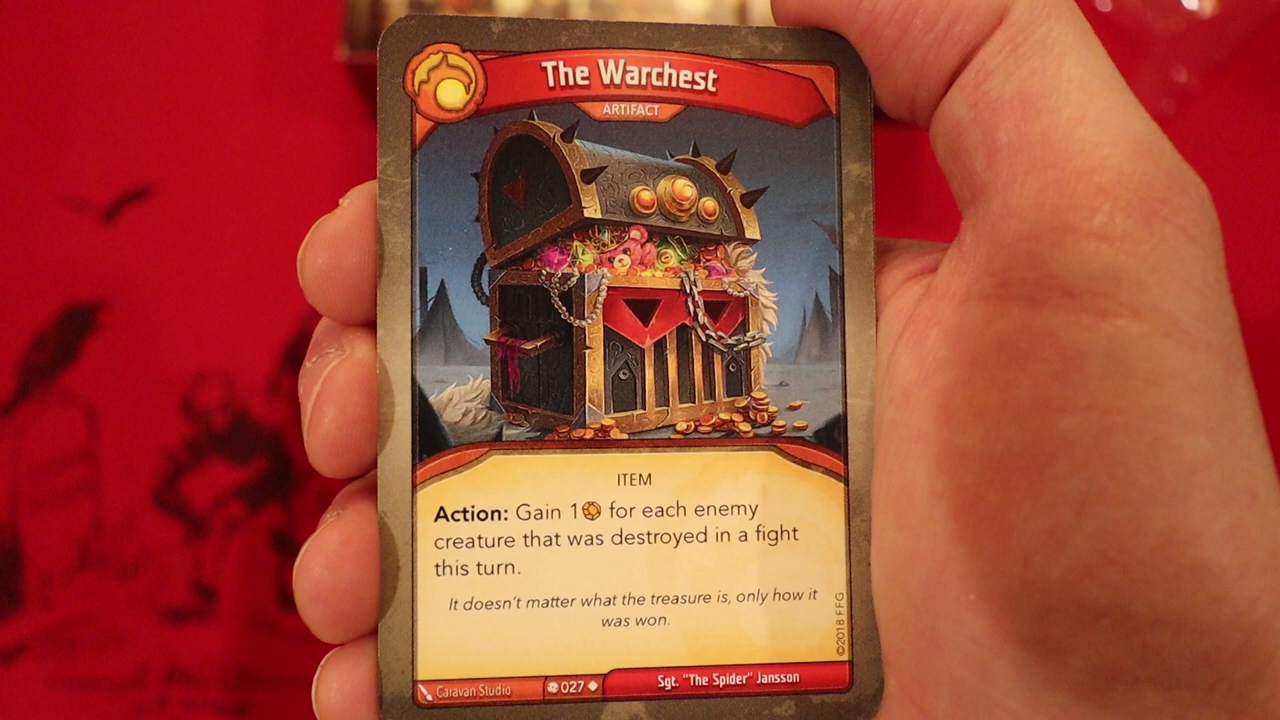 The Warchest
ARTIFACT
ITEM
Action: Gain 1 for each enemy
creature that was destroyed in a fight
this turn.
It doesn't matter what the treasure is, only how it
was won.
©2018 FFG
Caravan Studio
027
Sgt. "The Spider" Jansson